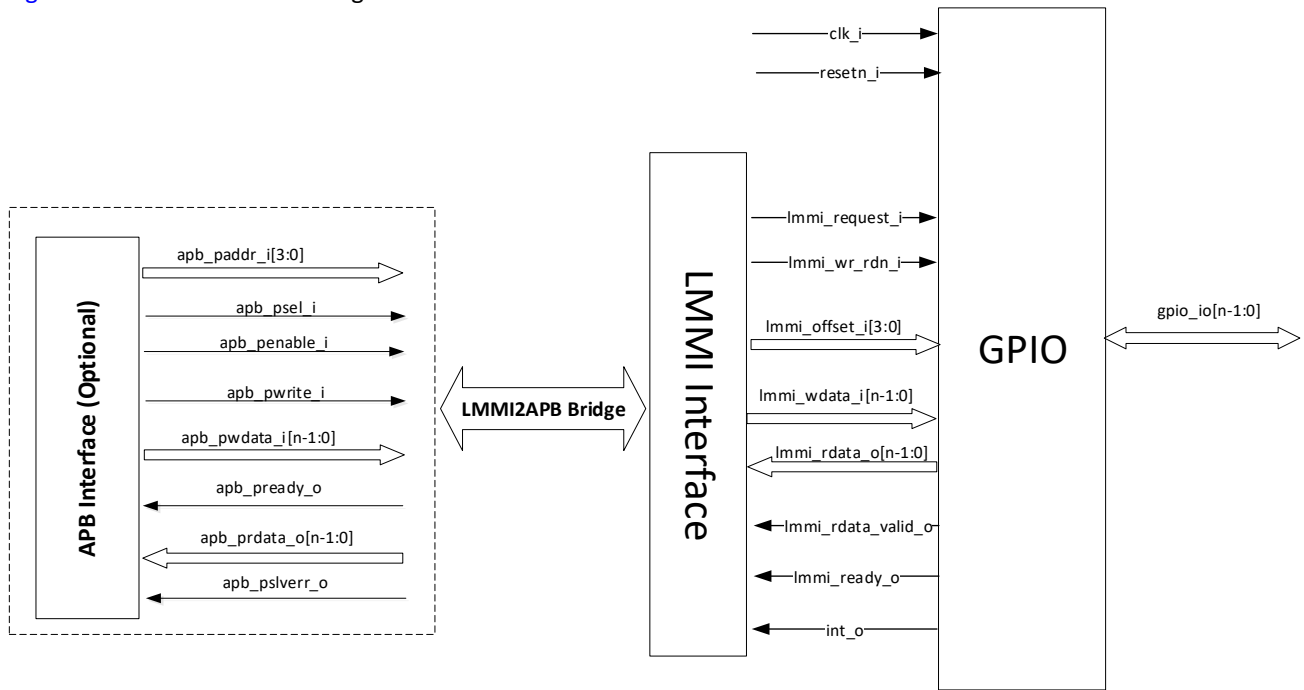 clk_i
resetn_i
APB Interface (Optional)
apb_paddr_i[3:0]
apb_psel_i
apb_penable_i
apb_pwrite_i
apb_pwdata_i[n-1:0]
apb_pready_o
apb_prdata_o[n-1:0]
apb_pslverr_o
LMMI2APB Bridge
LMMI Interface
lmmi_request_i
lmmi_wr_rdn_i
lmmi_offset_i[3:0]
lmmi_wdata_i[n-1:0]
lmmi_rdata_o[n-1:0]
lmmi_rdata_valid_o
lmmi_ready_o
int_o
GPIO
gpio_io[n-1:0]